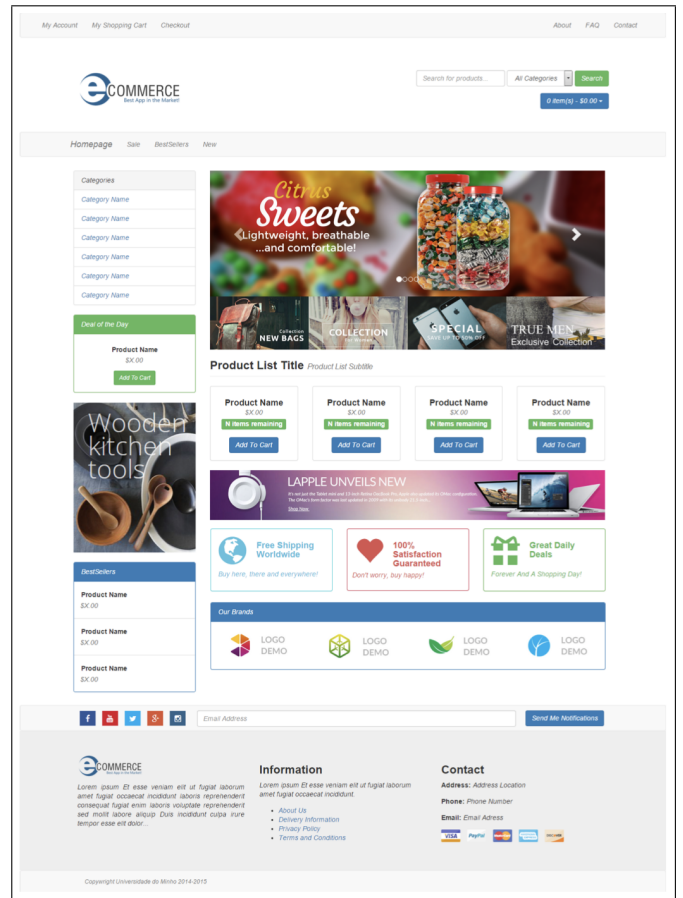 My Account My Shopping Cart Checkout About FAQ Contact
eCOMMERCE
Best App in the Market!
Search for products... All Categories Search
0 item(s) - $0.00
Homepage Sale BestSellers New
Categories
Category Name
Category Name
Category Name
Category Name
Category Name
Category Name
Deal of the Day
Product Name
$X.00
Add To Cart
Wooden
kitchen
tools
BestSellers
Product Name
$X.00
Product Name
$X.00
Product Name
$X.00
Citrus
Sweets
Lightweight, breathable
...and comfortable!
Collection
NEW BAGS
COLLECTION
For Women
SPECIAL
SAVE UP TO 50% OFF
TRUE MEN
Exclusive Collection
Product List Title Product List Subtitle
Product Name Product Name Product Name Product Name
$X.00 $X.00 $X.00 $X.00
N items remaining N items remaining N items remaining N items remaining
Add To Cart Add To Cart Add To Cart Add To Cart
LAPPLE UNVEILS NEW
Shop Now
Free Shipping
Worldwide
Buy here, there and everywhere!
100%
Satisfaction
Guaranteed
Don't worry, buy happy!
Great Daily
Deals
Forever And A Shopping Day!
Our Brands
LOGO LOGO LOGO LOGO
DEMO DEMO DEMO DEMO
Email Address Send Me Notifications
eCOMMERCE
Best App in the Market!
Lorem ipsum Et esse veniam elit ut fugiat laborum
amet fugiat occaecat incididunt laboris reprehenderit
consequat fugiat enim laboris voluptate reprehenderit
sed mollit labore aliquip Duis incididunt culpa irure
tempor esse elit dolor...
Information
Lorem ipsum Et esse veniam elit ut fugiat laborum
amet fugiat occaecat incididunt.
About Us
Delivery Information
Privacy Policy
Terms and Conditions
Contact
Address: Address Location
Phone: Phone Number
Email: Email Adress
VISA PayPal
Copywright Universidade do Minho 2014-2015